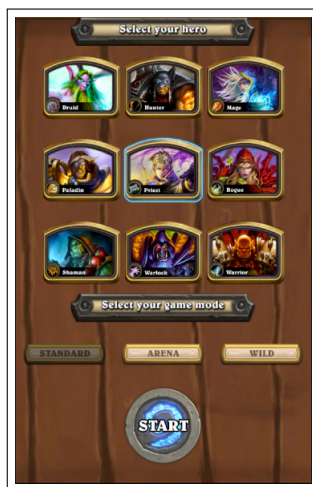 Select your hero
Druid
Hunter
Mage
Paladin
Priest
Rogue
Shaman
Warlock
Warrior
Select your game mode
STANDARD ARENA WILD
START